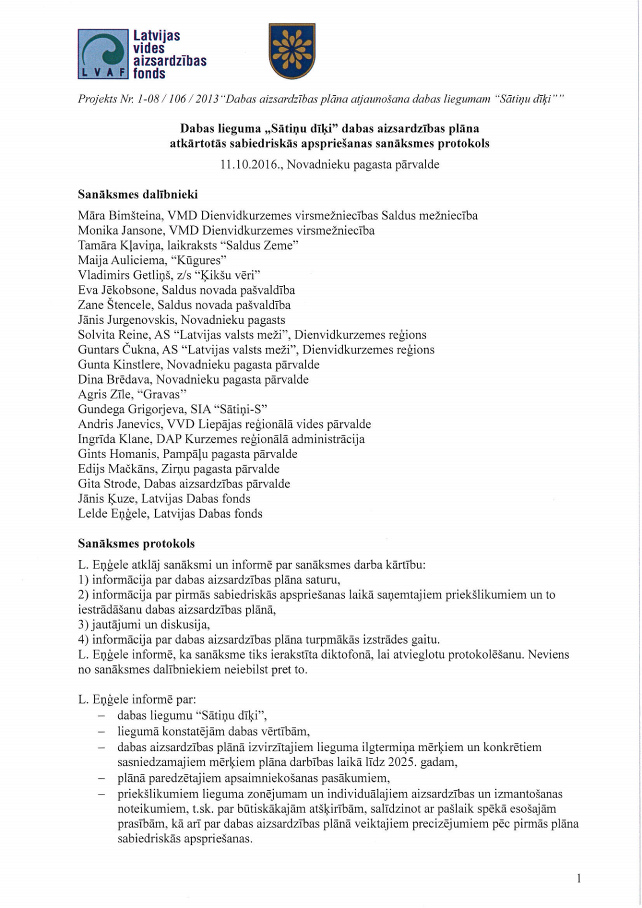 Latvijas
vides
aizsardzības
fonds
LVAF
Projekts Nr. 1-08 / 106 / 2013“Dabas aizsardzības plāna atjaunošana dabas liegumam “Sātiņu dīķi””
Dabas lieguma „Sātiņu dīķi” dabas aizsardzības plāna
atkārtotās sabiedriskās apspriešanas sanāksmes protokols
11.10.2016., Novadnieku pagasta pārvalde
Sanāksmes dalībnieki
Māra Bimšteina, VMD Dienvidkurzemes virsmežniecības Saldus mežniecība
Monika Jansone, VMD Dienvidkurzemes virsmežniecība
Tamāra Kļaviņa, laikraksts “Saldus Zeme”
Maija Auliciema, “Kūgures”
Vladimirs Getliņš, z/s “Ķikšu vēri”
Eva Jēkobsone, Saldus novada pašvaldība
Zane Štencele, Saldus novada pašvaldība
Jānis Jurgenovskis, Novadnieku pagasts
Solvita Reine, AS “Latvijas valsts meži”, Dienvidkurzemes reģions
Guntars Čukna, AS “Latvijas valsts meži”, Dienvidkurzemes reģions
Gunta Kinstlere, Novadnieku pagasta pārvalde
Dina Brēdava, Novadnieku pagasta pārvalde
Agris Zīle, “Gravas”
Gundega Grigorjeva, SIA “Sātiņi-S”
Andris Janevics, VVD Liepājas reģionālā vides pārvalde
Ingrīda Klane, DAP Kurzemes reģionālā administrācija
Gints Homanis, Pampāļu pagasta pārvalde
Edijs Mačkāns, Zirņu pagasta pārvalde
Gita Strode, Dabas aizsardzības pārvalde
Jānis Ķuze, Latvijas Dabas fonds
Lelde Eņģele, Latvijas Dabas fonds
Sanāksmes protokols
L. Eņģele atklāj sanāksmi un informē par sanāksmes darba kārtību:
1) informācija par dabas aizsardzības plāna saturu,
2) informācija par pirmās sabiedriskās apspriešanas laikā saņemtajiem priekšlikumiem un to
iestrādāšanu dabas aizsardzības plānā,
3) jautājumi un diskusija,
4) informācija par dabas aizsardzības plāna turpmākās izstrādes gaitu.
L. Eņģele informē, ka sanāksme tiks ierakstīta diktofonā, lai atvieglotu protokolēšanu. Neviens
no sanāksmes dalībniekiem neiebilst pret to.
L. Eņģele informē par:
– dabas liegumu “Sātiņu dīķi”,
– liegumā konstatējām dabas vērtībām,
– dabas aizsardzības plānā izvirzītajiem lieguma ilgtermiņa mērķiem un konkrētiem
sasniedzamajiem mērķiem plāna darbības laikā līdz 2025. gadam,
– plānā paredzētajiem apsaimniekošanas pasākumiem,
– priekšlikumiem lieguma zonējumam un individuālajiem aizsardzības un izmantošanas
noteikumiem, t.sk. par būtiskākajām atšķirībām, salīdzinot ar pašlaik spēkā esošajām
prasībām, kā arī par dabas aizsardzības plānā veiktajiem precizējumiem pēc pirmās plāna
sabiedriskās apspriešanas.
1